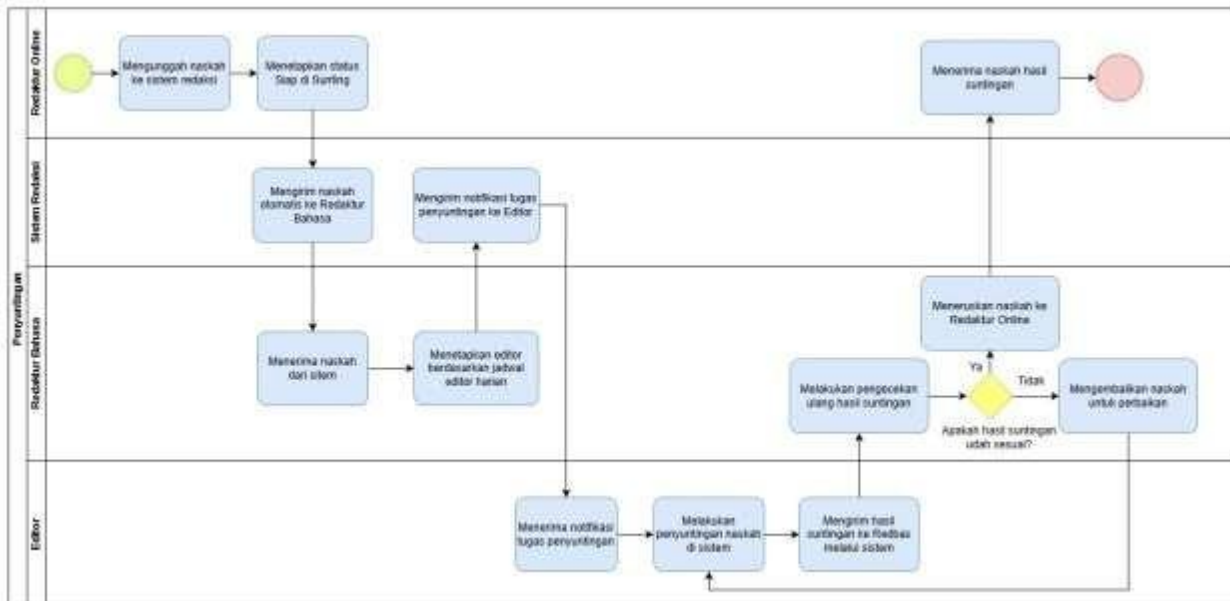 Penyuntingan
Redaktur Online
Mengunggah naskah
ke sistem redaksi
Menetapkan status
Siap di Sunting
Menerima naskah hasil
suntingan
Sistem Redaksi
Mengirim naskah
otomatis ke Redaktur
Bahasa
Mengirim notifikasi tugas
penyuntingan ke Editor
Redaktur Bahasa
Menerima naskah
dari sitem
Menetapkan editor
berdasarkan jadwal
editor harian
Melakukan pengecekan
ulang hasil suntingan
Meneruskan naskah ke
Redaktur Online
Ya
Tidak
Apakah hasil suntingan
udah sesuai?
Mengembalikan naskah
untuk perbaikan
Editor
Menerima notifikasi
tugas penyuntingan
Melakukan
penyuntingan naskah
di sistem
Mengirim hasil
suntingan ke Redbas
melalui sistem